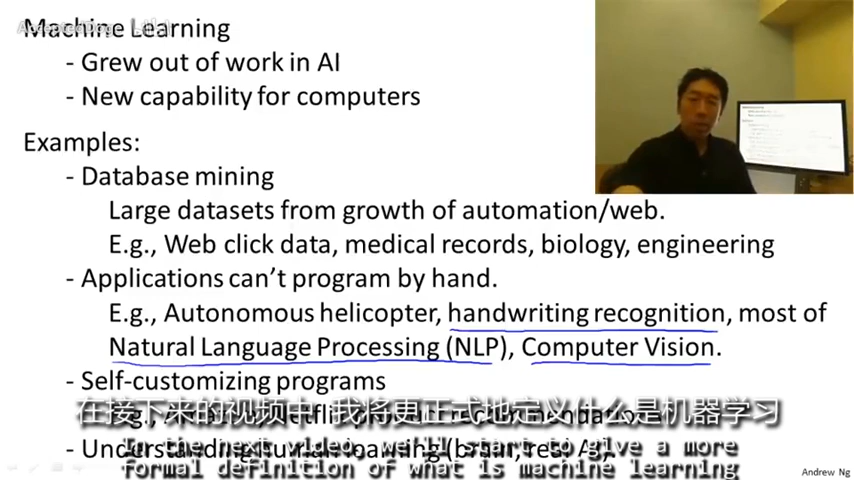 Machine Learning
- Grew out of work in AI
- New capability for computers
Examples:
- Database mining
Large datasets from growth of automation/web.
E.g., Web click data, medical records, biology, engineering
- Applications can’t program by hand.
E.g., Autonomous helicopter, handwriting recognition, most of
Natural Language Processing (NLP), Computer Vision.
- Self-customizing programs
在接下来的视频中 我将更正式地定义什么是机器学习
- Understanding human learning (brain, real AI).
In the next video, we'll start to give a more
formal definition of what is machine learning
Andrew Ng